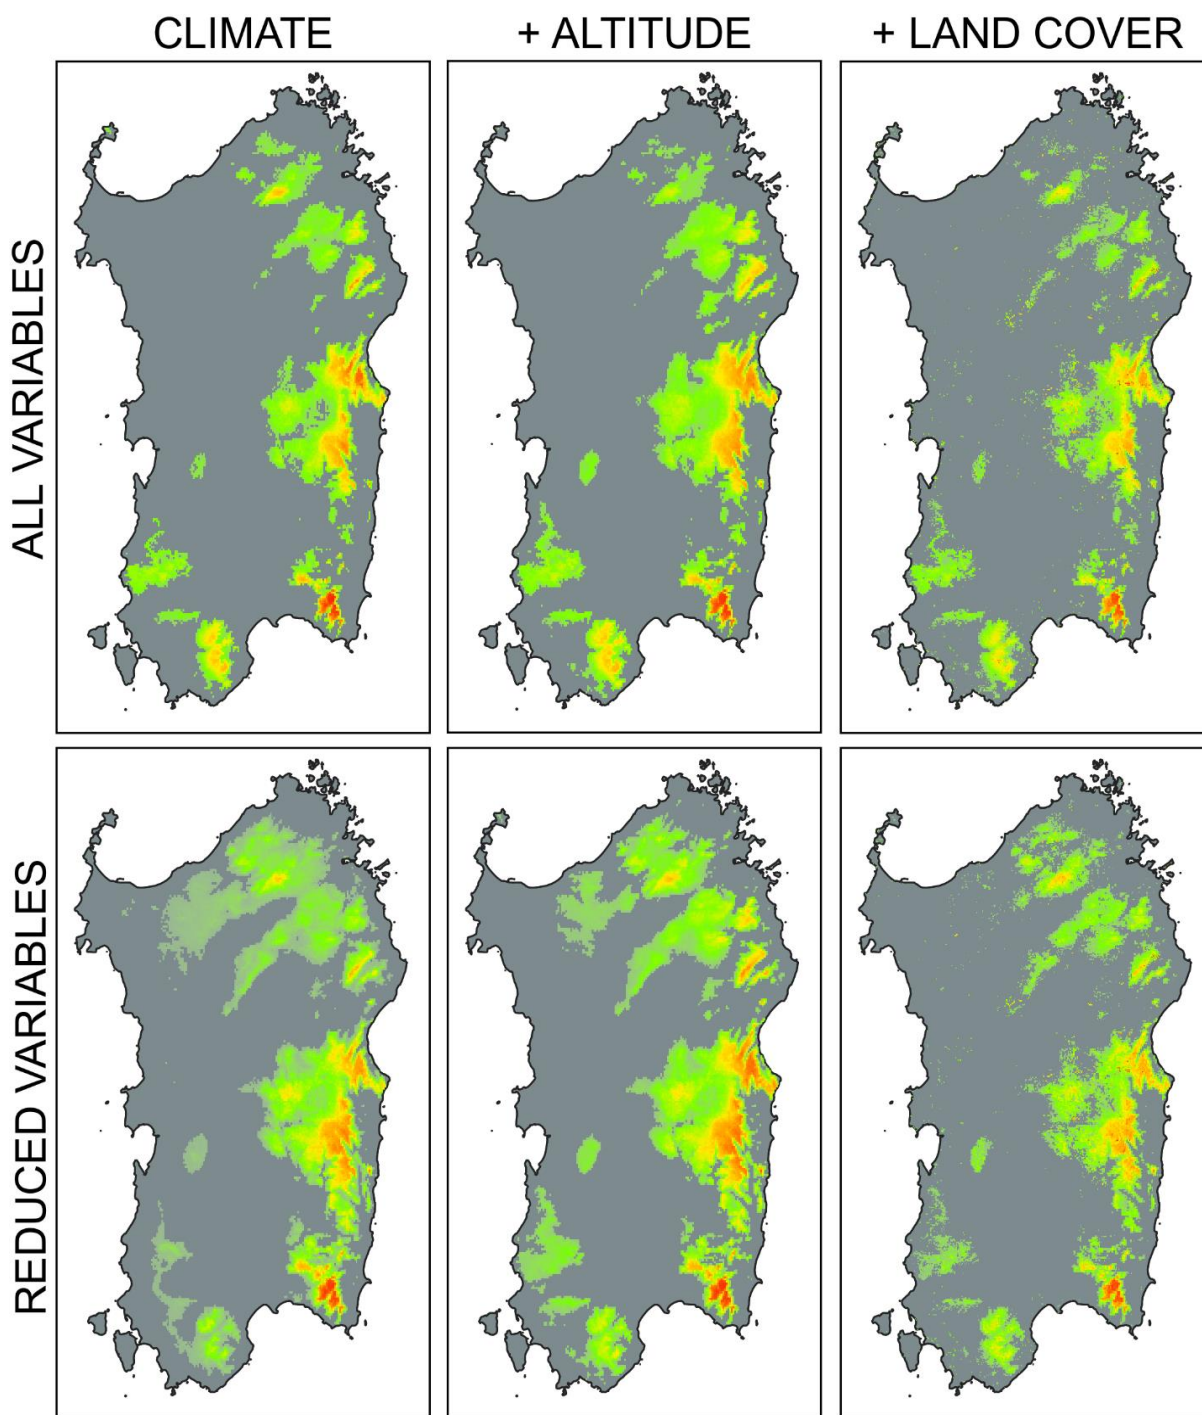 CLIMATE
+ ALTITUDE
+ LAND COVER
ALL VARIABLES
REDUCED VARIABLES